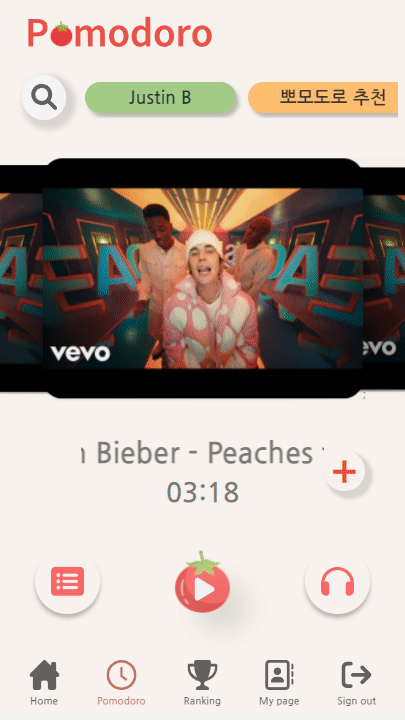 Pomodoro
Justin B
뽀모도로 추천
vevo
evo
Bieber - Peaches
03:18
Home
Pomodoro
Ranking
My page
Sign out